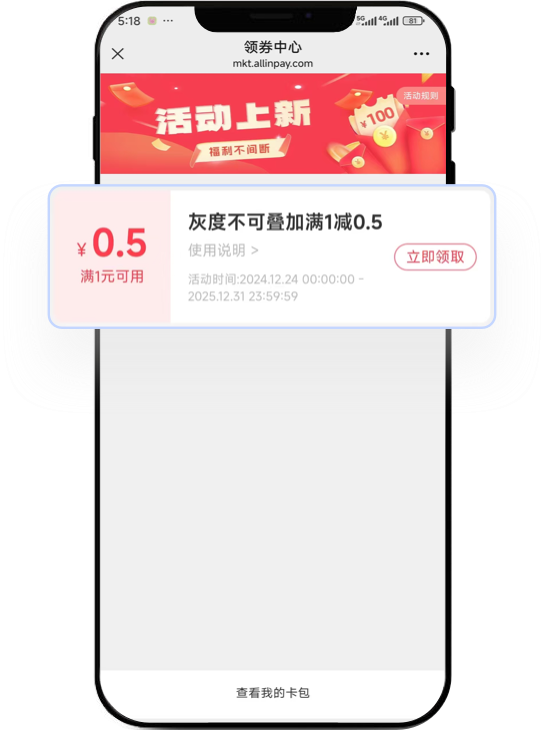 5:18
5G
4G
81
领券中心
mkt.allinpay.com
活动规则
活动上新
福利不间断
¥100
¥0.5
满1元可用
灰度不可叠加满1减0.5
使用说明 >
立即领取
活动时间:2024.12.24 00:00:00 -
2025.12.31 23:59:59
查看我的卡包